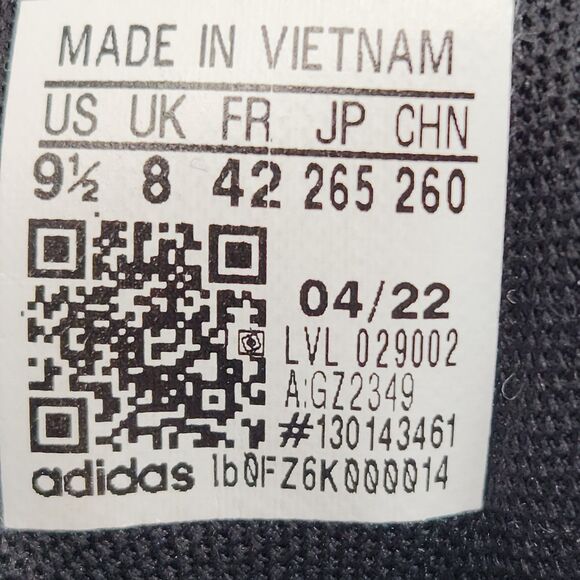 MADE IN VIETNAM
US UK FR JP CHN
9½ 8 42 265 260
04/22
LVL 029002
A:GZ2349
#130143461
adidas 1b0FZ6K000014